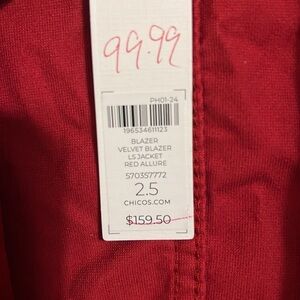 99.99
PH01-24
196534611123
BLAZER
VELVET BLAZER
LS JACKET
RED ALLURE
570357772
2.5
CHICOS.COM
$159.50